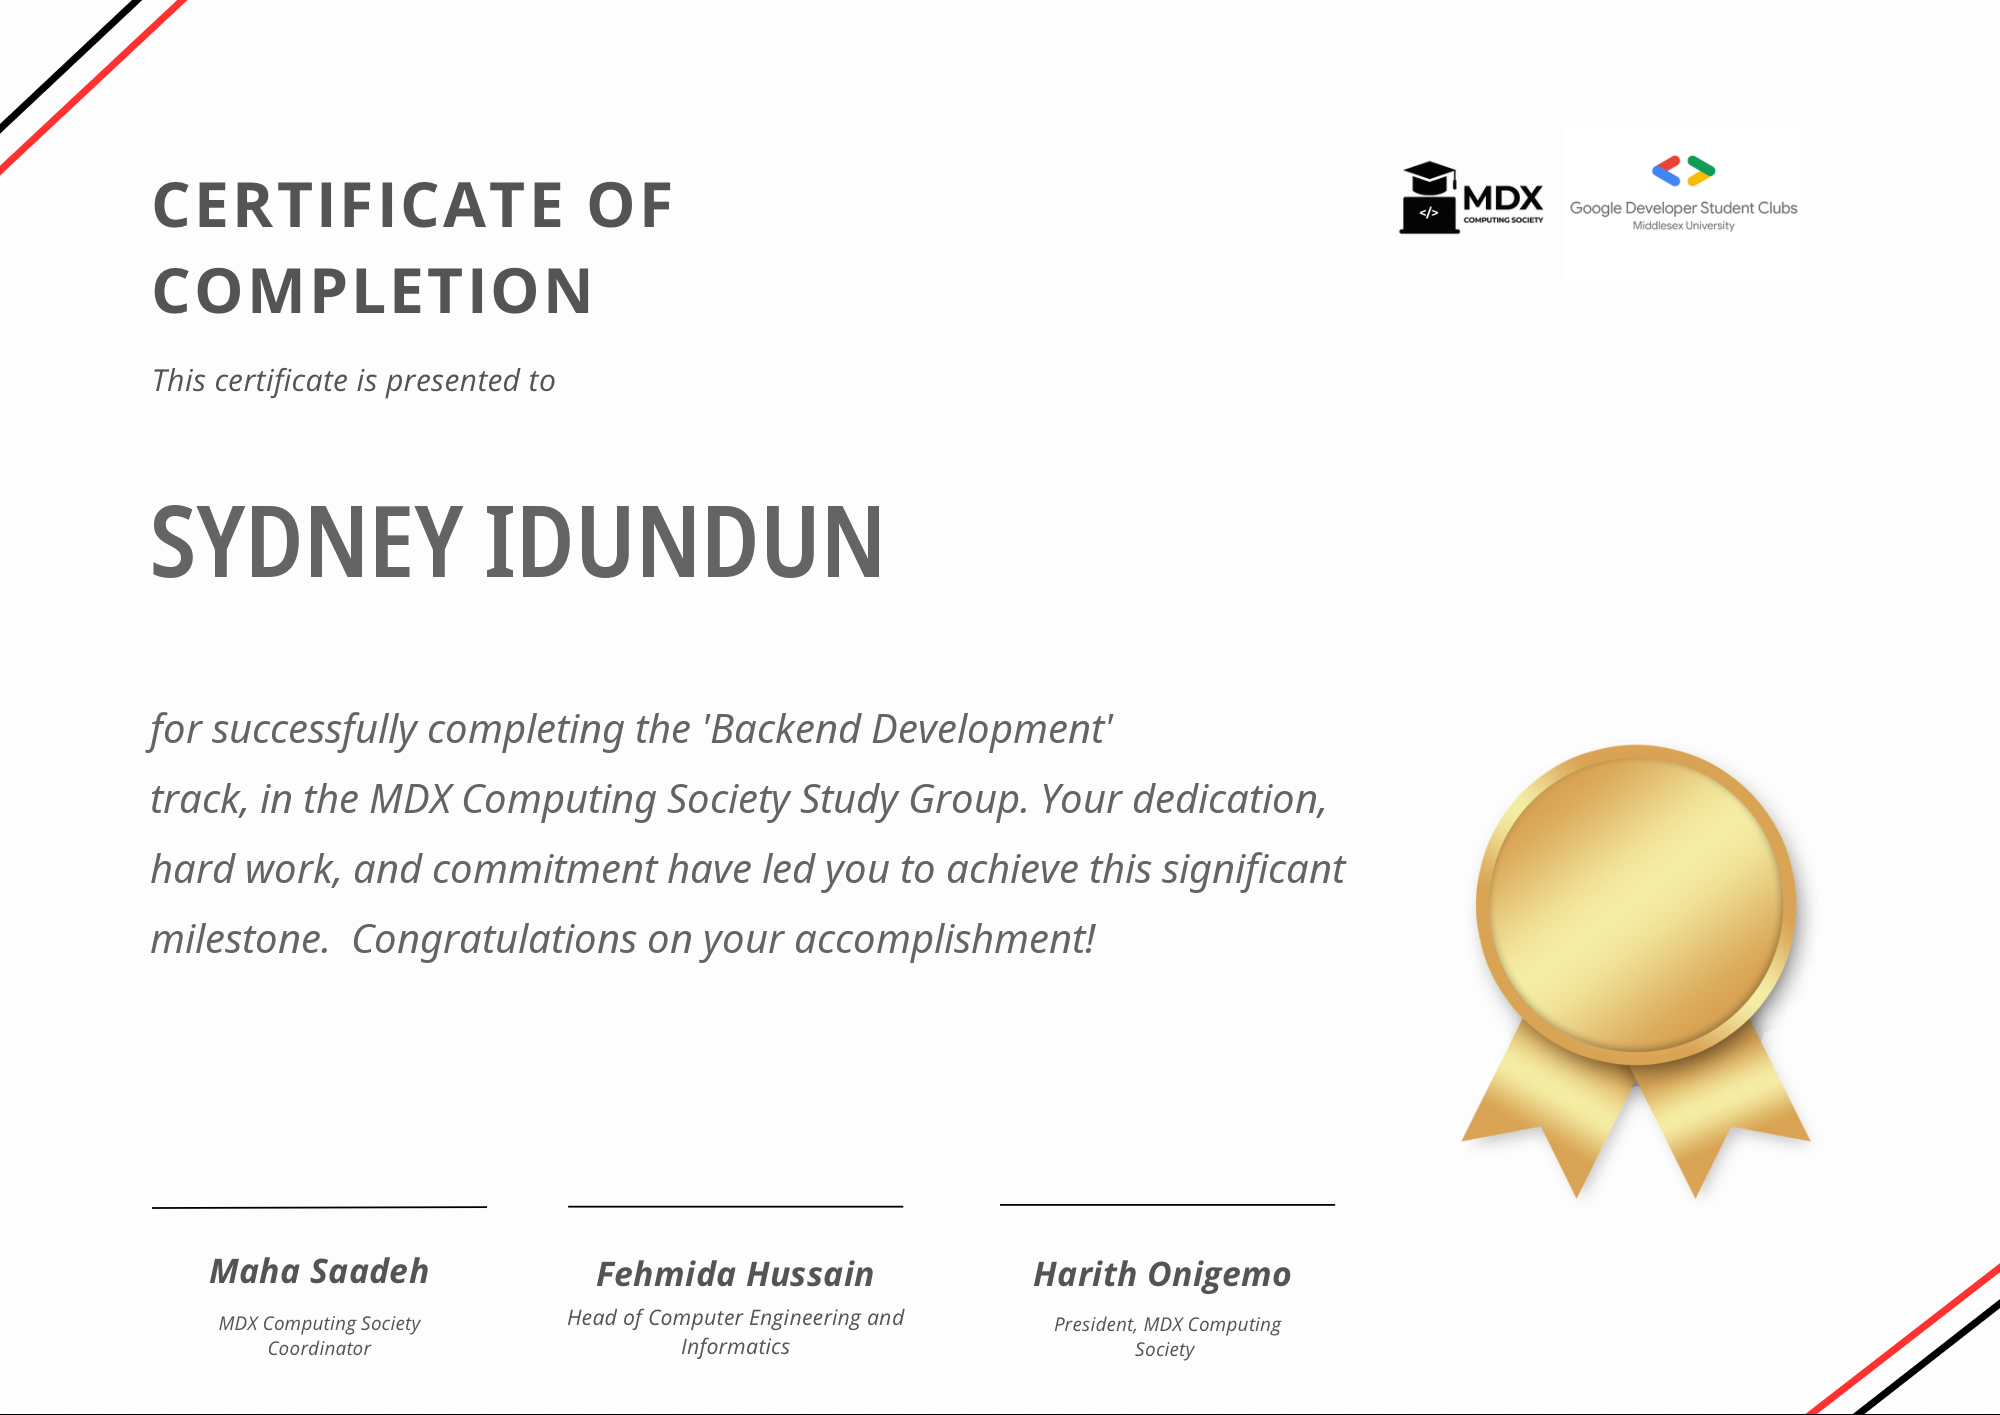 CERTIFICATE OF
COMPLETION
</>
MDX
COMPUTING SOCIETY
Google Developer Student Clubs
Middlesex University
This certificate is presented to
SYDNEY IDUNDUN
for successfully completing the 'Backend Development'
track, in the MDX Computing Society Study Group. Your dedication,
hard work, and commitment have led you to achieve this significant
milestone.  Congratulations on your accomplishment!
Maha Saadeh
MDX Computing Society
Coordinator
Fehmida Hussain
Head of Computer Engineering and
Informatics
Harith Onigemo
President, MDX Computing
Society